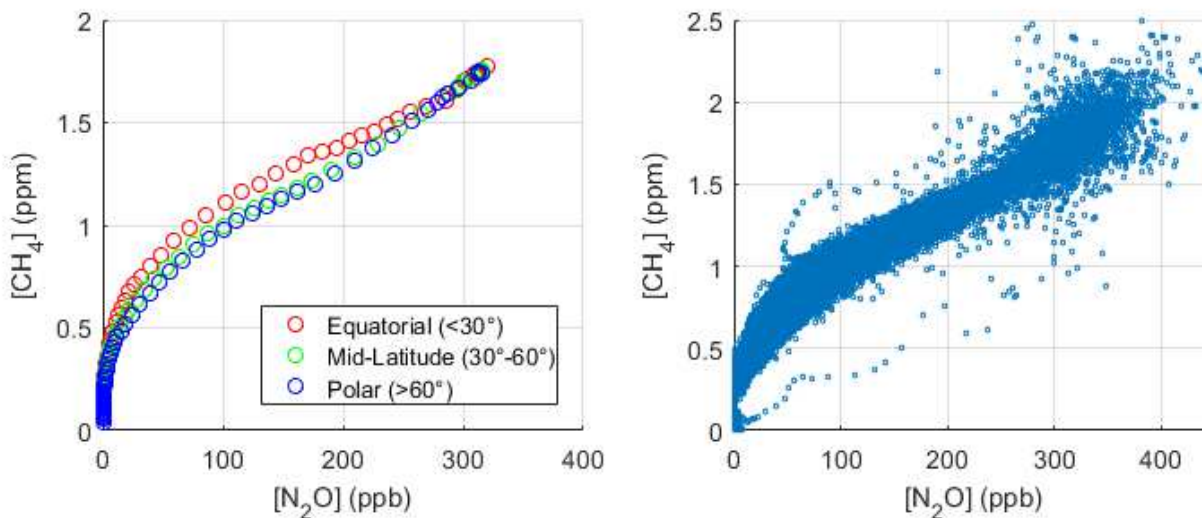 2
1.5
1
0.5
0
[CH4] (ppm)
0 100 200 300 400
[N2O] (ppb)
Equatorial (<30°)
Mid-Latitude (30°-60°)
Polar (>60°)
2.5
2
1.5
1
0.5
0
[CH4] (ppm)
0 100 200 300 400
[N2O] (ppb)